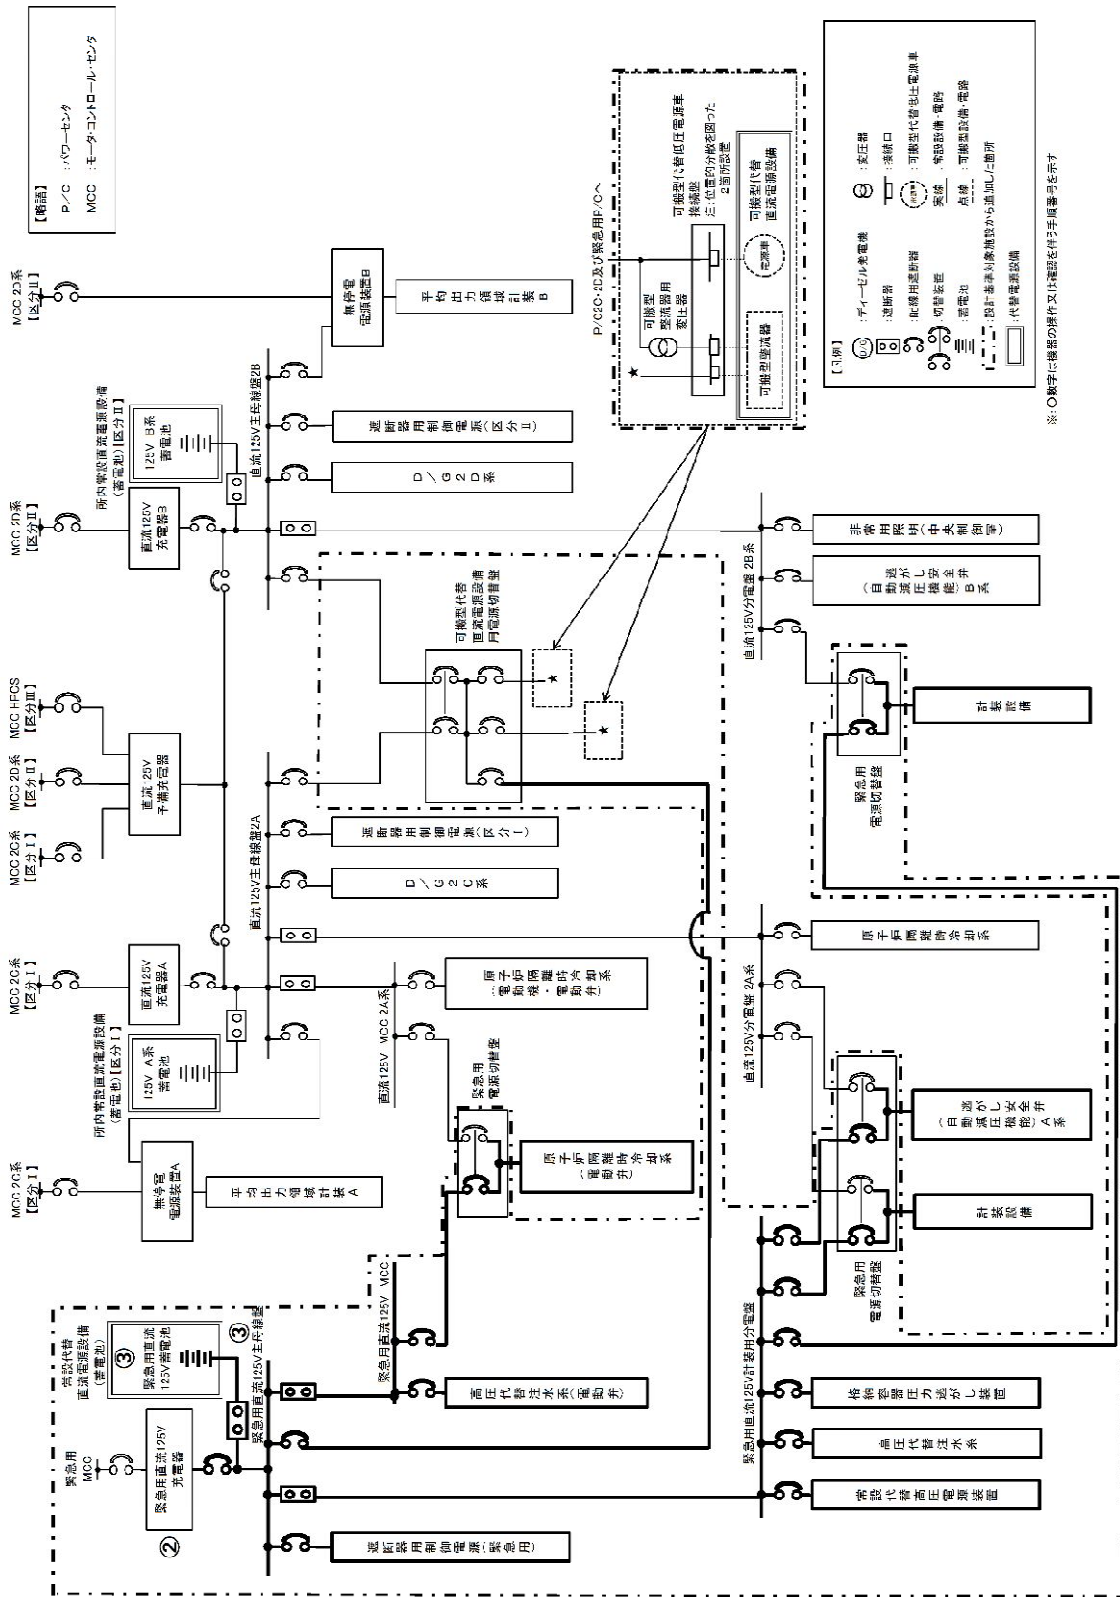 【略語】
P/C :パワーセンタ
MCC :モータ・コントロール・センタ
MCC 2C系
【区分Ⅰ】
MCC 2C系
【区分Ⅰ】
MCC 2C系
【区分Ⅰ】
MCC 2D系
【区分Ⅱ】
MCC HPCS
【区分Ⅲ】
MCC 2D系
【区分Ⅱ】
MCC 2D系
【区分Ⅱ】
緊急用
MCC
常設代替
直流電源設備
(蓄電池)
③
緊急用直流
125V蓄電池
③
緊急用直流125V
充電器
②
緊急用直流125V主母線盤
遮断器用制御電源(緊急用)
無停電
電源装置A
平均出力領域計装A
所内常設直流電源設備
(蓄電池)【区分Ⅰ】
125V A系
蓄電池
直流125V
充電器A
直流125V
予備充電器
直流125V主母線盤2A
D/G2C系
遮断器用制御電源(区分Ⅰ)
直流125V
充電器B
所内常設直流電源設備
(蓄電池)【区分Ⅱ】
125V B系
蓄電池
直流125V主母線盤2B
D/G2D系
遮断器用制御電源(区分Ⅱ)
無停電
電源装置B
平均出力領域計装B
緊急用直流125V MCC
高圧代替注水系(電動弁)
直流125V MCC 2A系
原子炉隔離時冷却系
(電動機・電動弁)
緊急用
電源切替盤
原子炉隔離時冷却系
(電動弁)
可搬型代替
直流電源設備
用電源切替盤
★
★
P/C2C・2D及び緊急用P/Cへ
可搬型
整流器用
変圧器
★
可搬型代替低圧電源車
接続盤
注:位置的分散を図った
2箇所設置
可搬型整流器
電源車
可搬型代替
直流電源設備
緊急用直流125V計装用分電盤
常設代替高圧電源装置
高圧代替注水系
格納容器圧力逃がし装置
緊急用
電源切替盤
計装設備
逃がし安全弁
(自動減圧機能)A系
直流125V分電盤 2A系
原子炉隔離時冷却系
緊急用
電源切替盤
計装設備
直流125V分電盤 2B系
逃がし安全弁
(自動減圧機能)B系
非常用照明(中央制御室)
【凡例】
D/G :ディーゼル発電機
:遮断器
:配線用遮断器
:切替装置
:蓄電池
:設計基準対象施設から追加した箇所
:代替電源設備
:変圧器
:接続口
電源車 :可搬型代替低圧電源車
実線 :常設設備・電路
点線 :可搬型設備・電路
※:○数字は機器の操作又は確認を伴う手順番号を示す